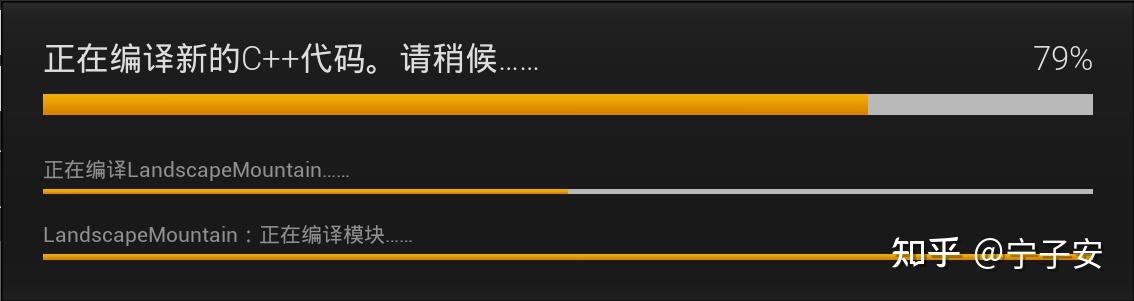 正在编译新的C++代码。请稍候…… 79%
正在编译LandscapeMountain……
LandscapeMountain：正在编译模块……
知乎 @宁子安